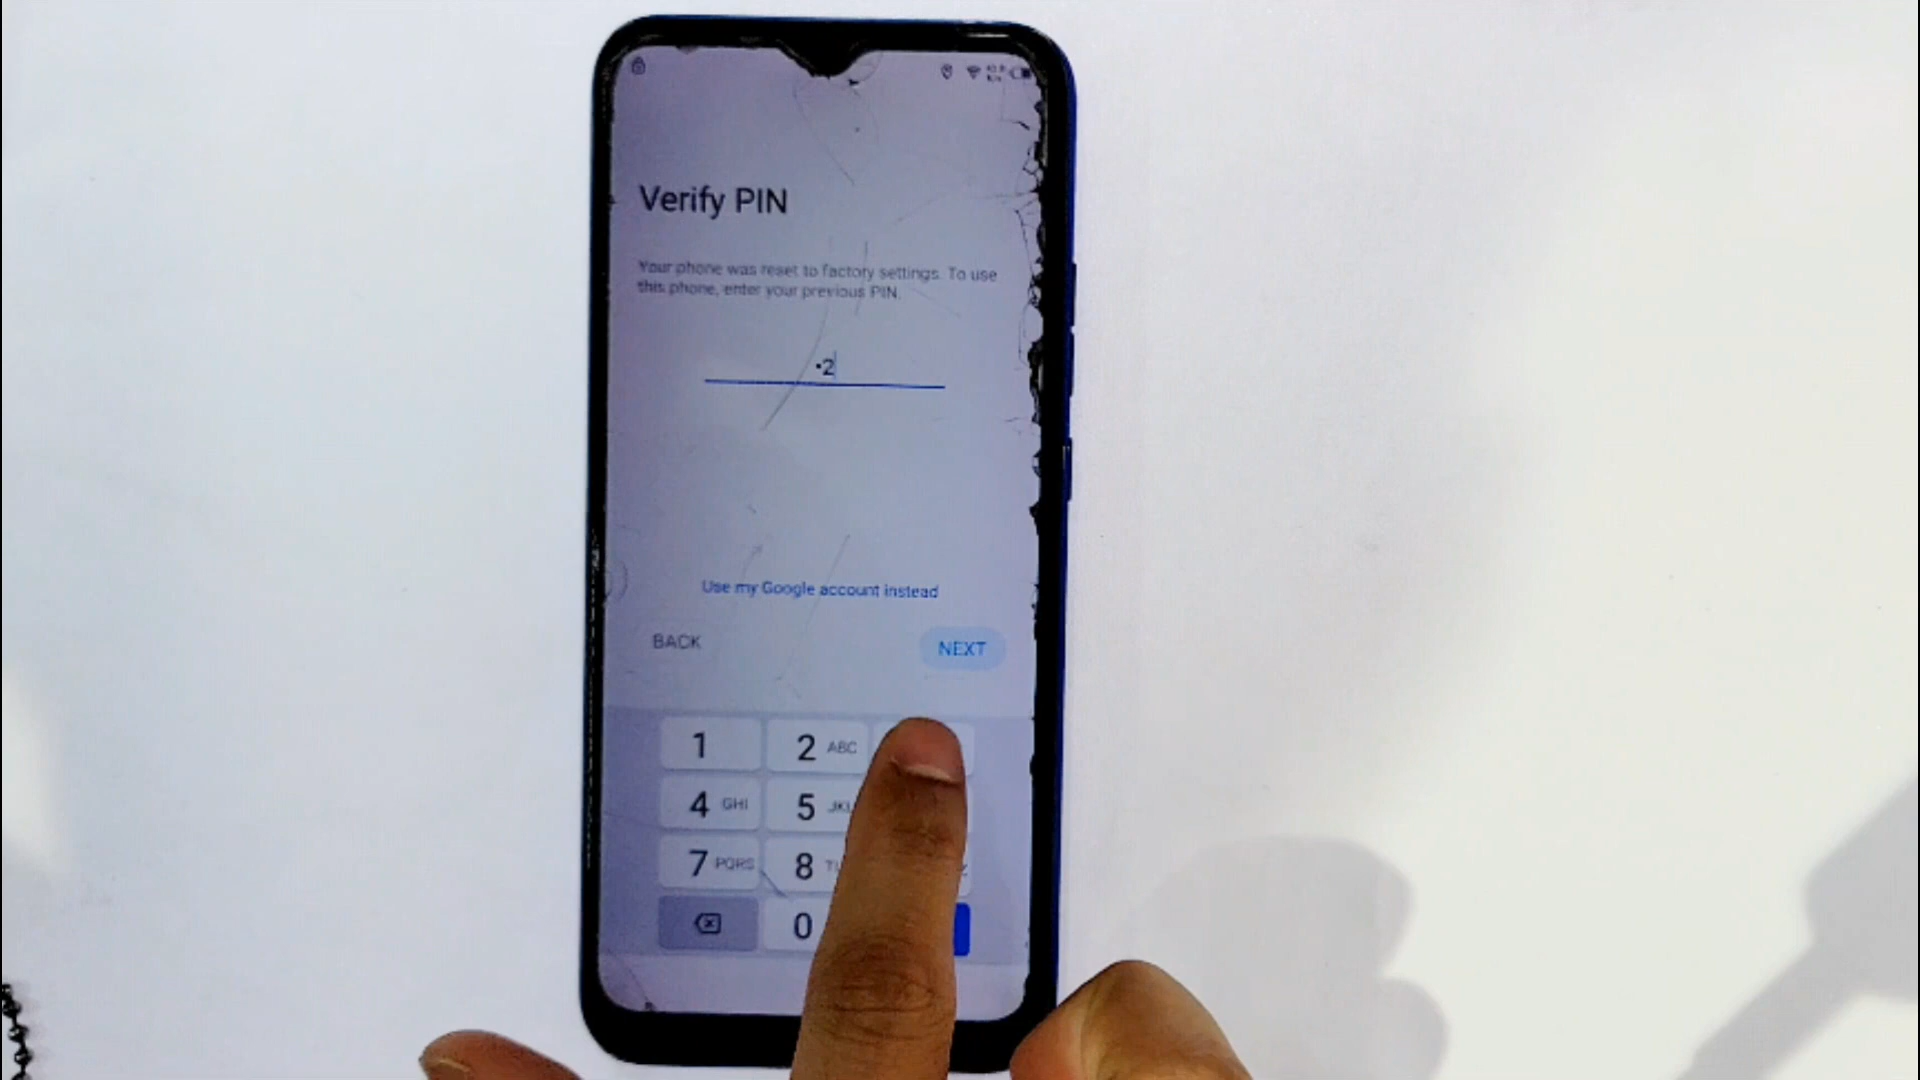 Verify PIN
Your phone was reset to factory settings. To use
this phone, enter your previous PIN.
•2
Use my Google account instead
BACK
NEXT
1
2 ABC
4 GHI
5 JKL
7 PQRS
8
0